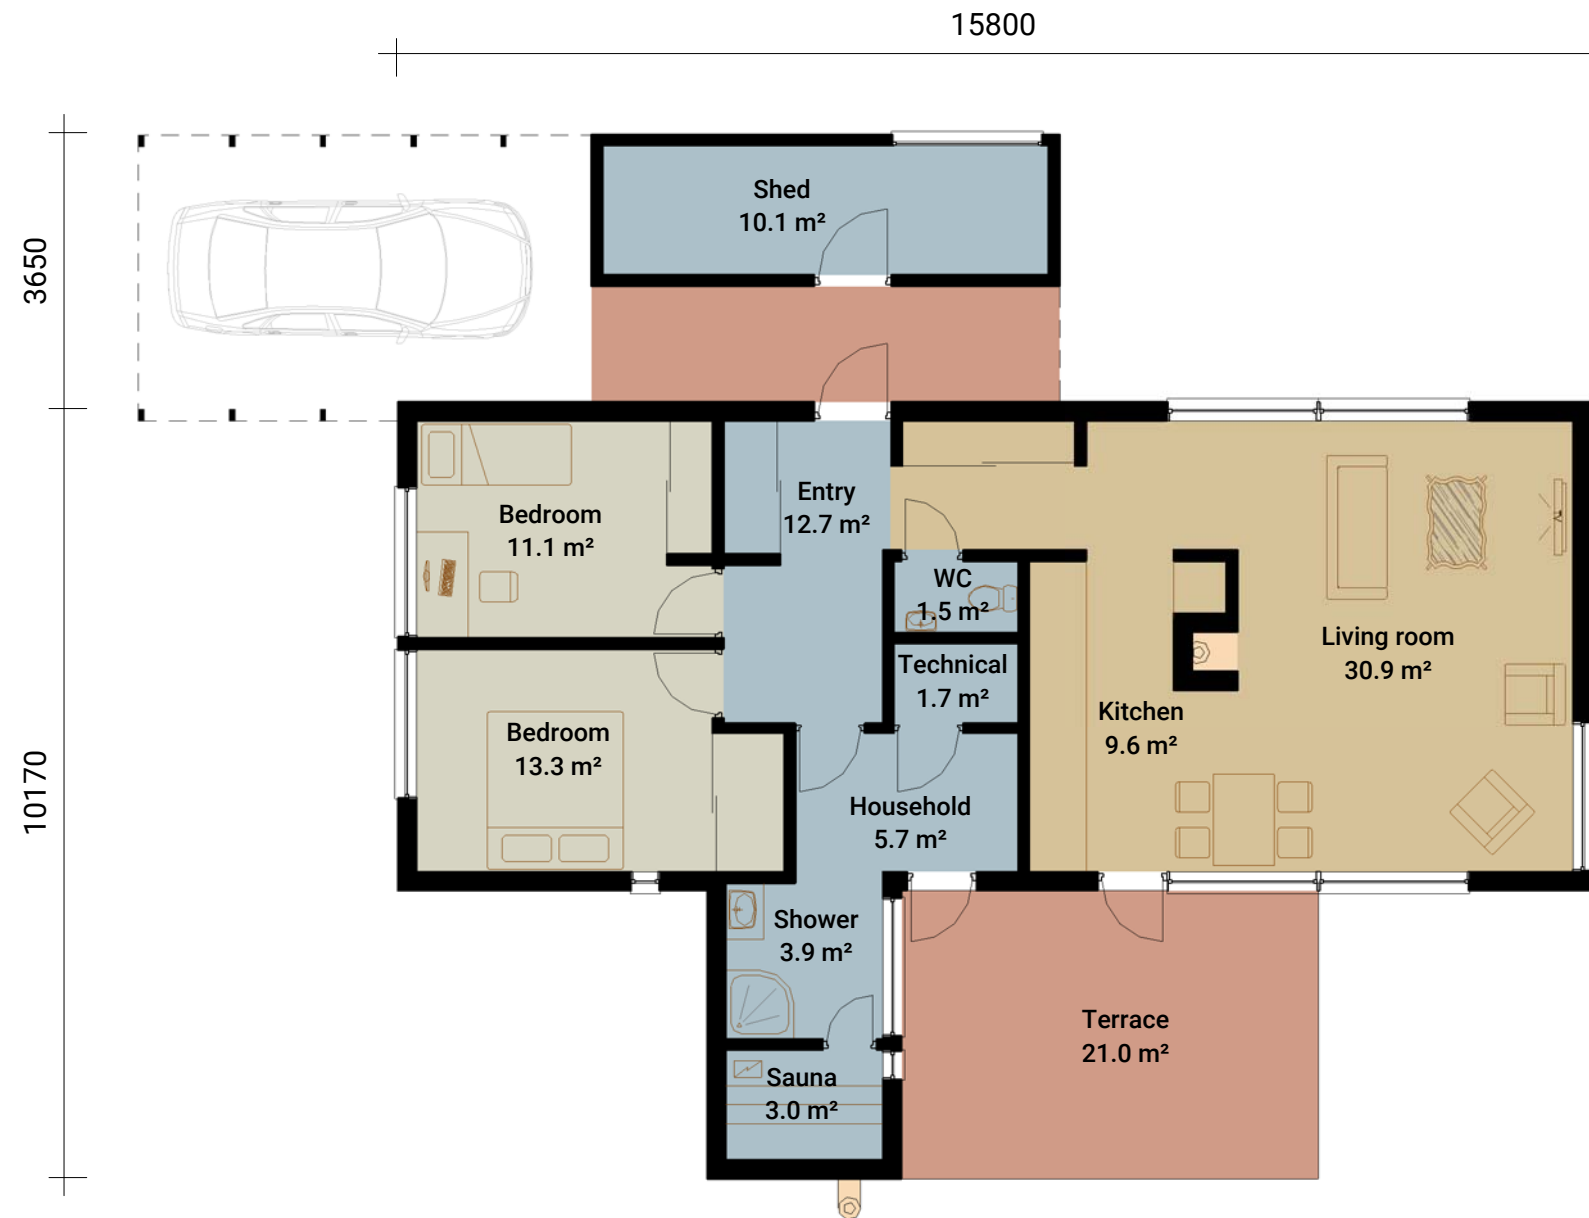 15800
3650
Shed
10.1 m²
Entry
12.7 m²
Bedroom
11.1 m²
WC
1.5 m²
Living room
30.9 m²
Technical
1.7 m²
Kitchen
9.6 m²
Bedroom
13.3 m²
10170
Household
5.7 m²
Shower
3.9 m²
Terrace
21.0 m²
Sauna
3.0 m²